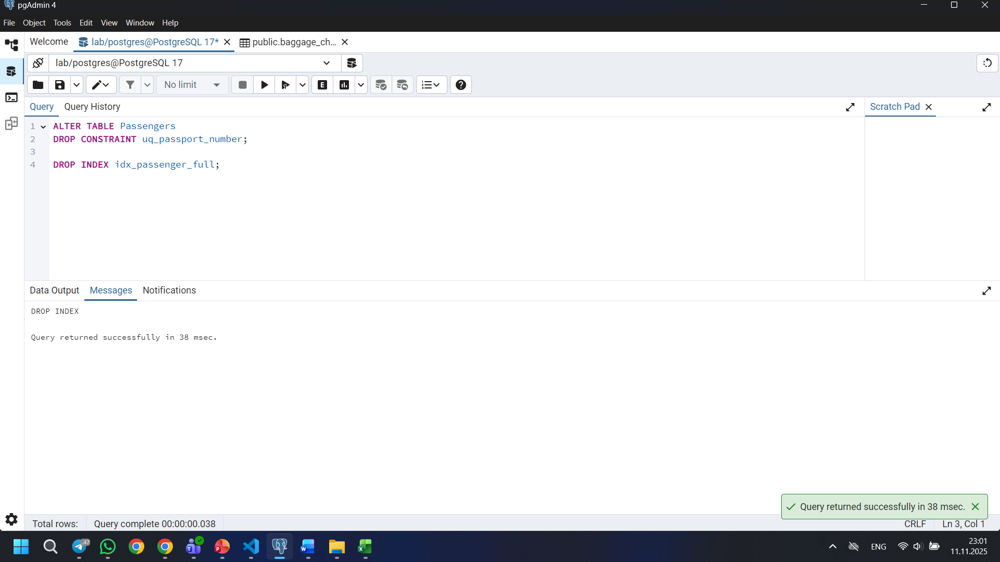 pgAdmin 4
File Object Tools Edit View Window Help
Welcome lab/postgres@PostgreSQL 17* public.baggage_ch...
lab/postgres@PostgreSQL 17
No limit E
Query Query History Scratch Pad
1 ALTER TABLE Passengers
2 DROP CONSTRAINT uq_passport_number;
3
4 DROP INDEX idx_passenger_full;
Data Output Messages Notifications
DROP INDEX
Query returned successfully in 38 msec.
Query returned successfully in 38 msec.
Total rows: Query complete 00:00:00.038 CRLF Ln 3, Col 1
..47 T P W X ENG 23:01
11.11.2025